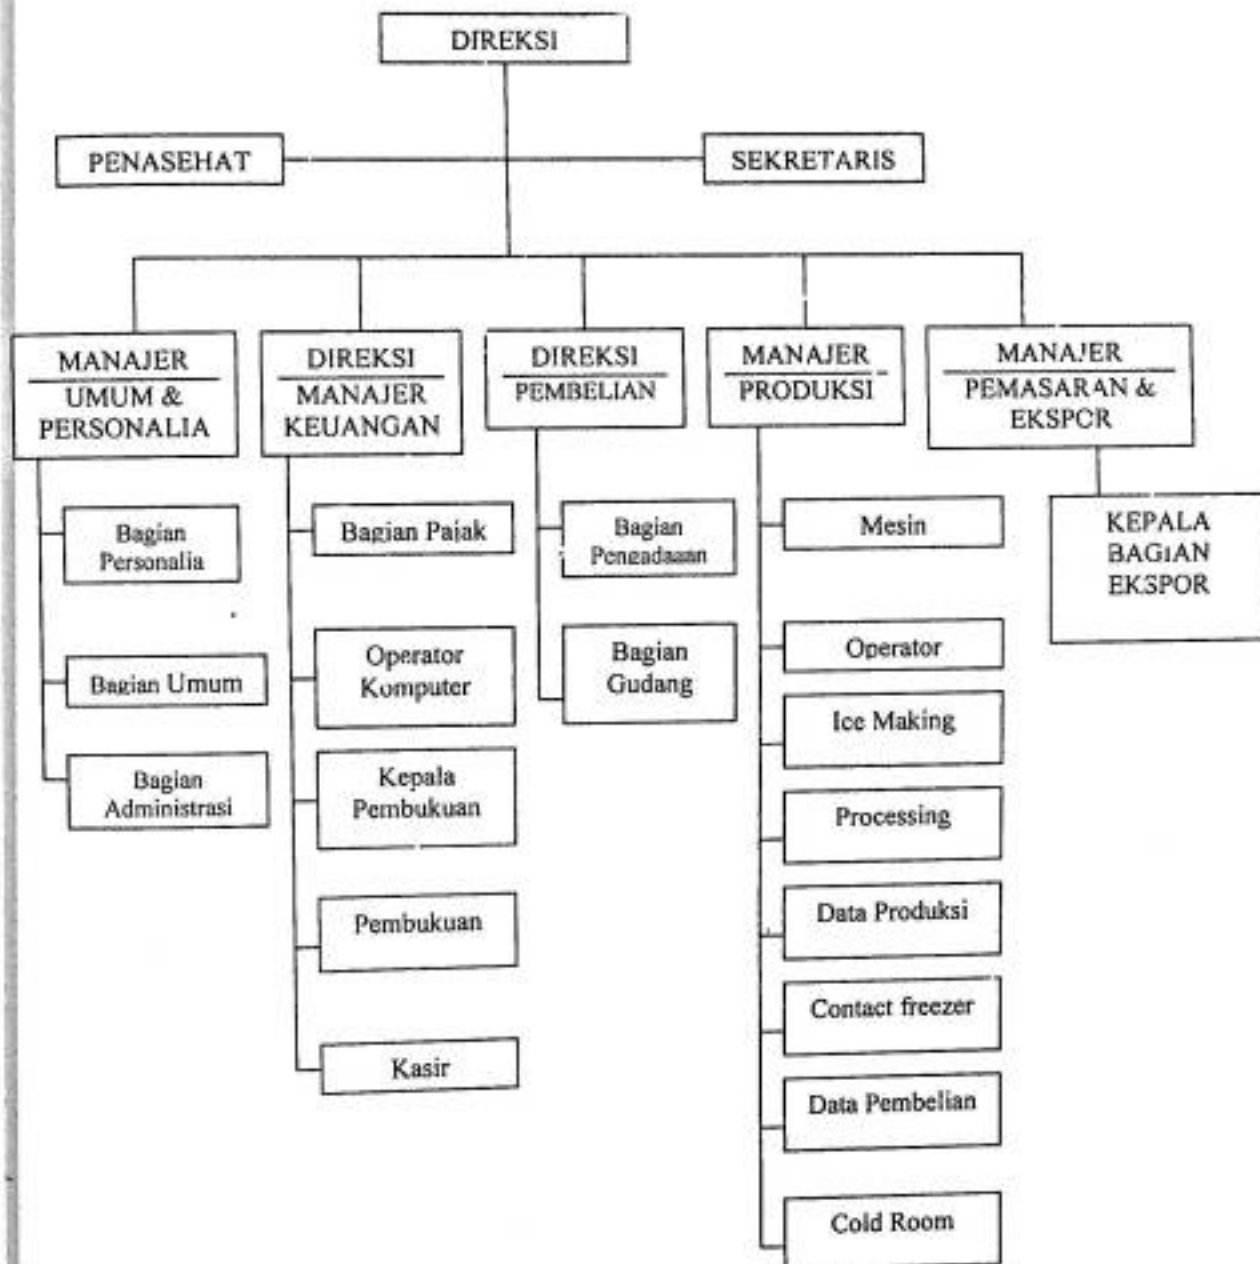 DIREKSI
PENASEHAT
SEKRETARIS
MANAJER
UMUM &
PERSONALIA
DIREKSI
MANAJER
KEUANGAN
DIREKSI
PEMBELIAN
MANAJER
PRODUKSI
MANAJER
PEMASARAN &
EKSPOR
Bagian
Personalia
Bagian Umum
Bagian
Administrasi
Bagian Pajak
Operator
Komputer
Kepala
Pembukuan
Pembukuan
Kasir
Bagian
Pengadaaan
Bagian
Gudang
Mesin
Operator
Ice Making
Processing
Data Produksi
Contact freezer
Data Pembelian
Cold Room
KEPALA
BAGIAN
EKSPOR